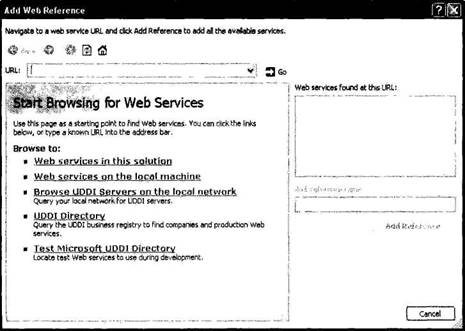 Add Web Reference
Navigate to a web service URL and click Add Reference to add all the available services.
URL:
Go
Start Browsing for Web Services
Use this page as a starting point to find Web services. You can click the links
below, or type a known URL into the address bar.
Browse to:
Web services in this solution
Web services on the local machine
Browse UDDI Servers on the local network
Query your local network for UDDI servers.
UDDI Directory
Query the UDDI business registry to find companies and production Web
services.
Test Microsoft UDDI Directory
Locate test Web services to use during development.
Web services found at this URL:
Add Reference
Cancel